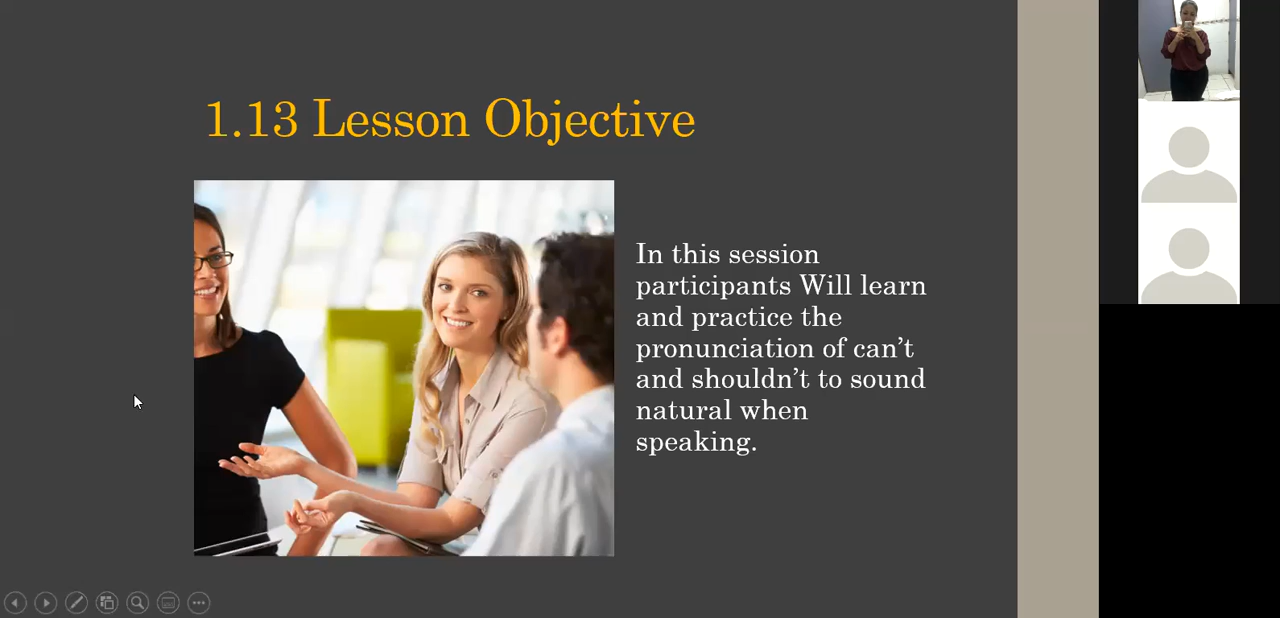 1.13 Lesson Objective
In this session
participants Will learn
and practice the
pronunciation of can't
and shouldn't to sound
natural when
speaking.